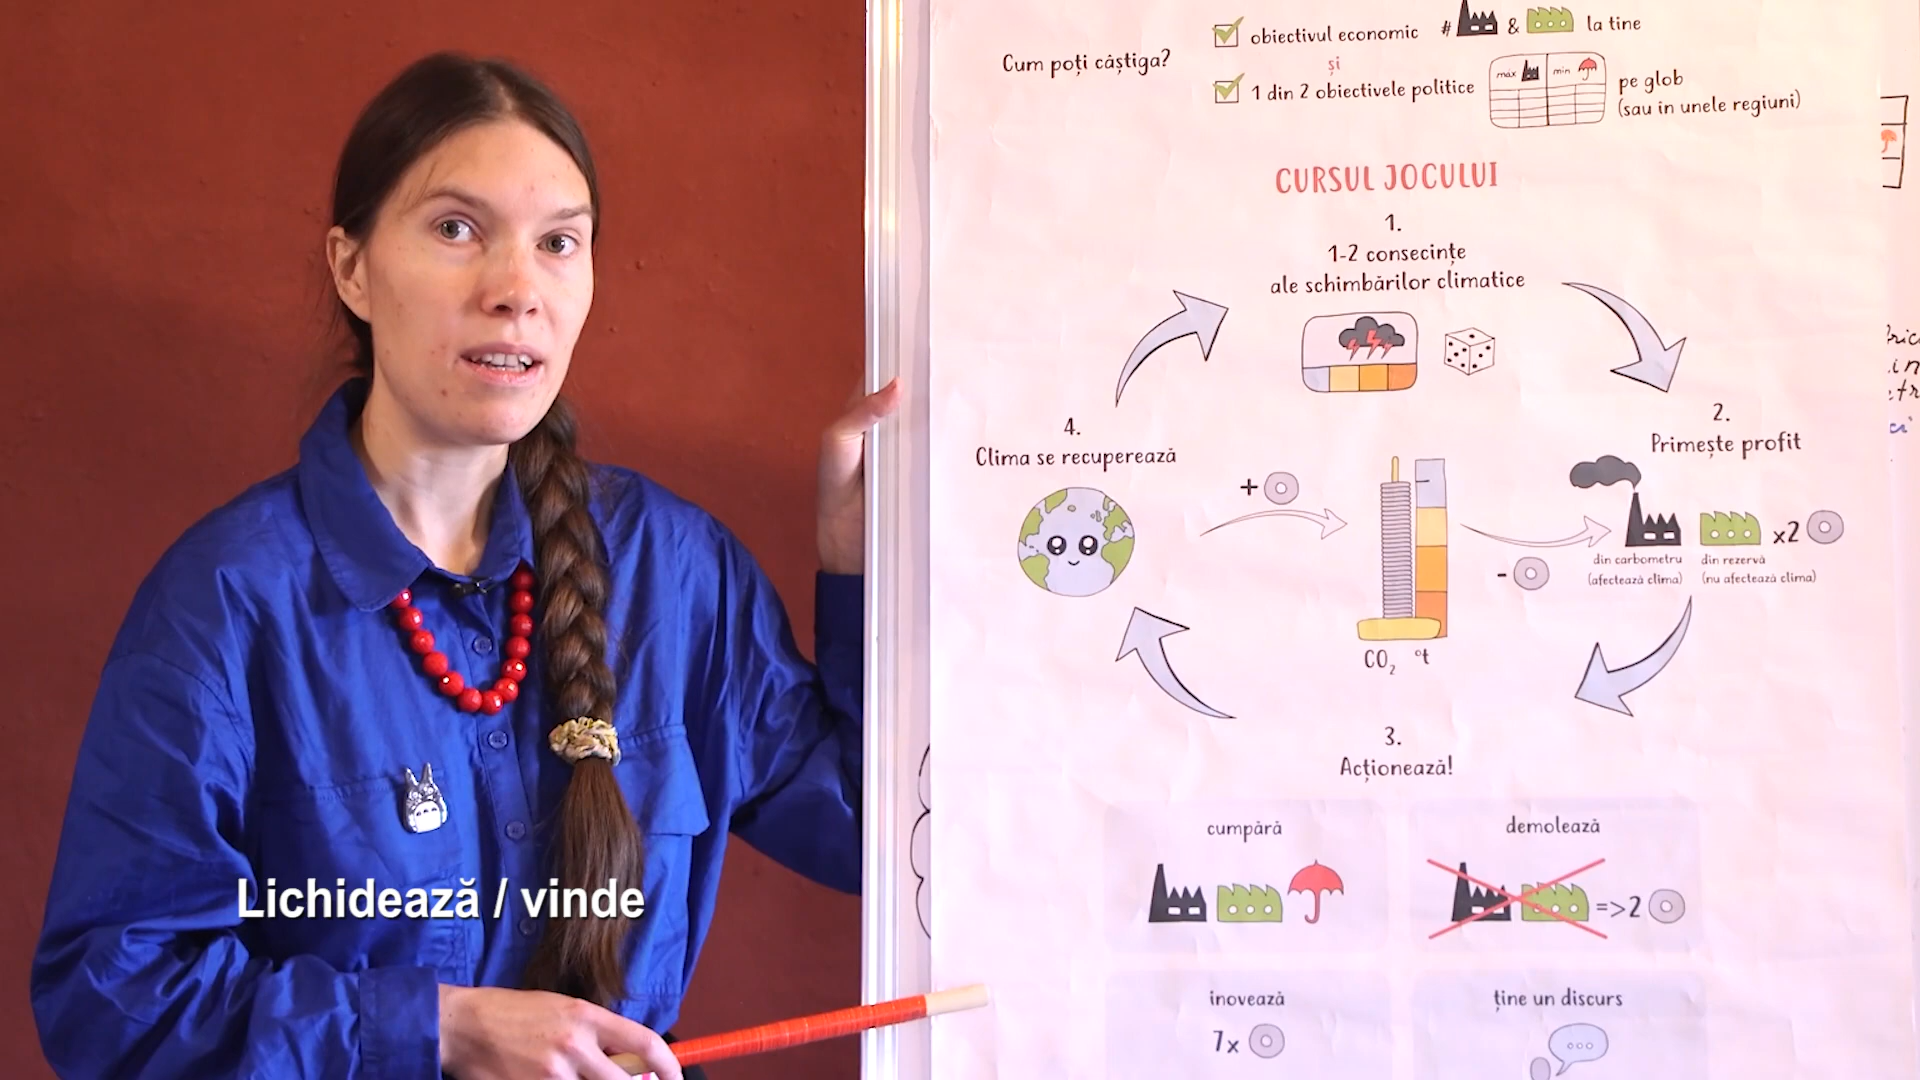 Cum poți câștiga?
obiectivul economic # & la tine
și
1 din 2 obiectivele politice
max min
pe glob
(sau in unele regiuni)
CURSUL JOCULUI
1.
1-2 consecințe
ale schimbărilor climatice
2.
Primește profit
x2
din carbometru
(afectează clima)
din rezervă
(nu afectează clima)
-
+
CO₂ °t
4.
Clima se recuperează
3.
Acționează!
cumpără
demolează
=>2
inovează
7x
ține un discurs
Lichidează / vinde